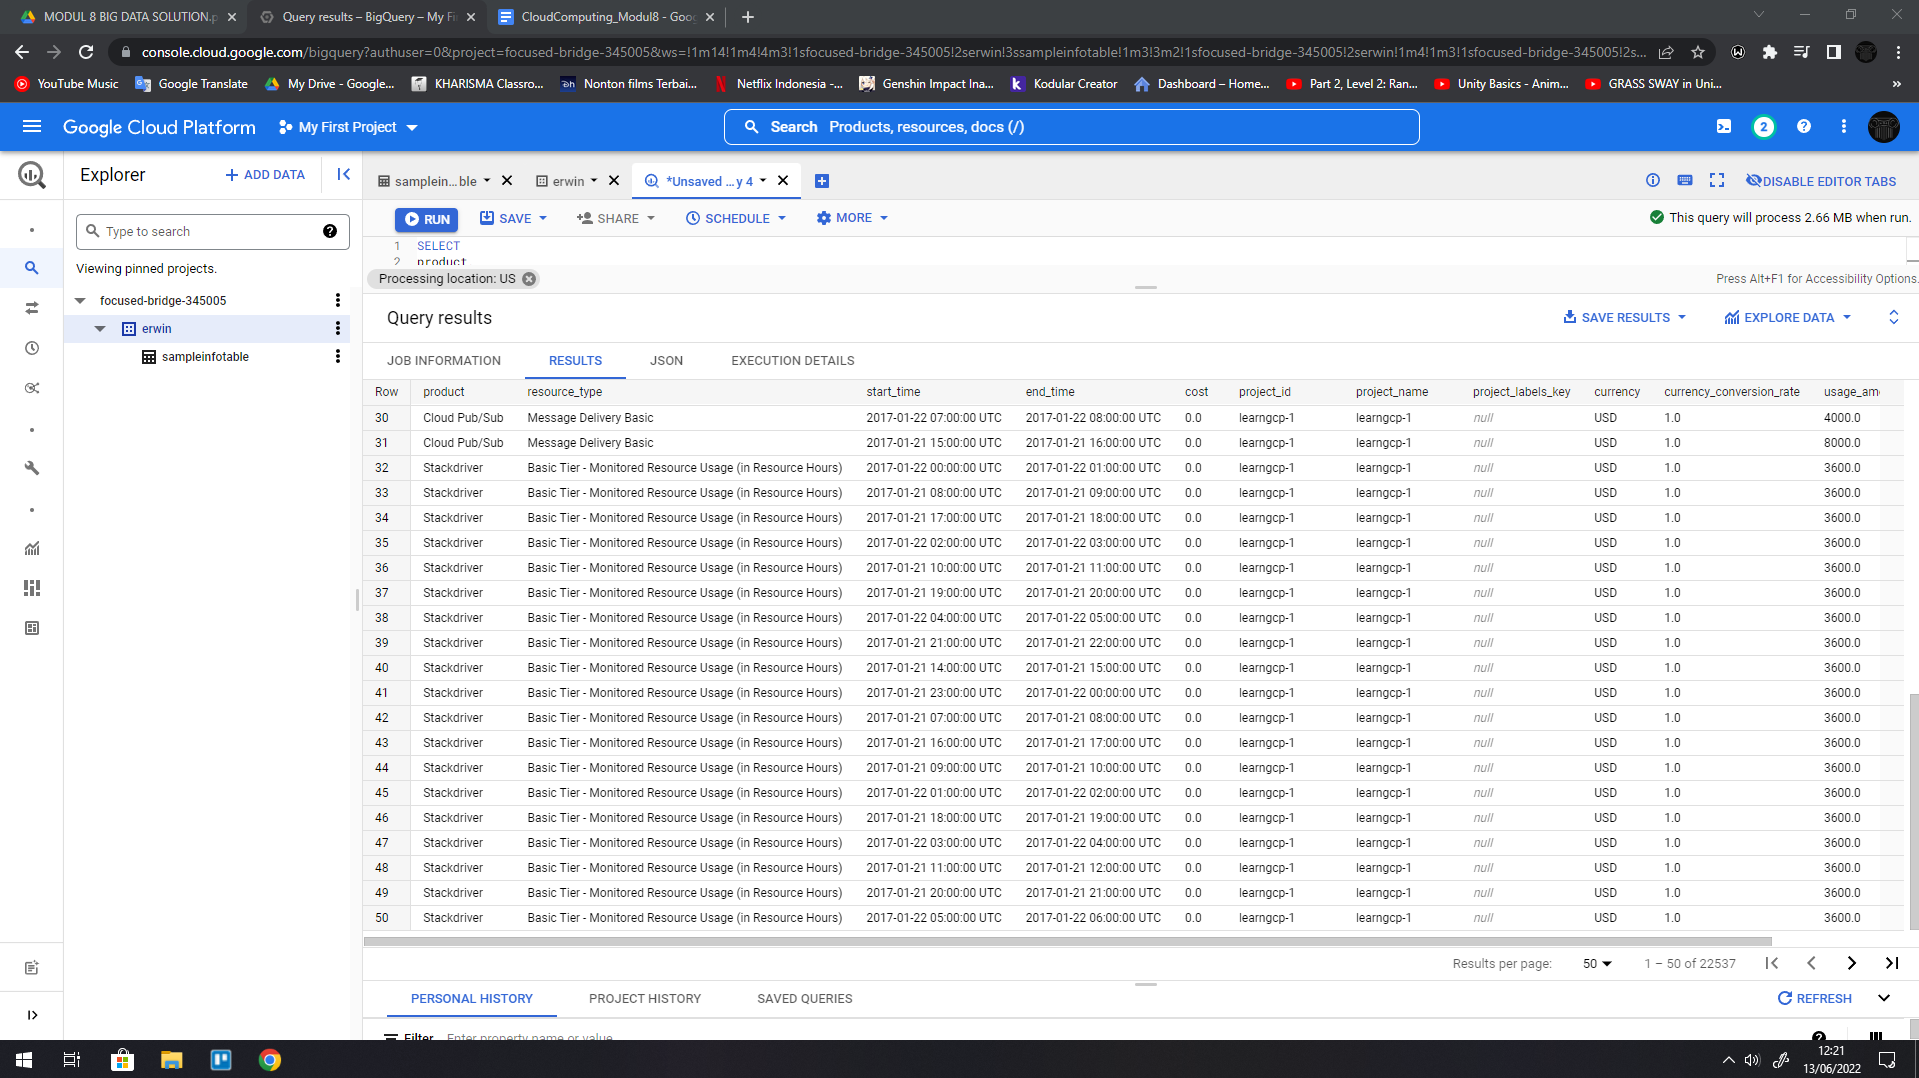 MODUL 8 BIG DATA SOLUTION.p
Query results – BigQuery – My Fi
CloudComputing_Modul8 - Goo
console.cloud.google.com/bigquery?authuser=0&project=focused-bridge-345005&ws=!1m14!1m4!4m3!1sfocused-bridge-345005!2serwin!3ssampleinfotable!1m3!3m2!1sfocused-bridge-345005!2serwin!1m4!1m3!1sfocused-bridge-345005!2s...
YouTube Music Google Translate My Drive - Google... KHARISMA Classro... Nonton films Terbai... Netflix Indonesia -... Genshin Impact Ina... Kodular Creator Dashboard – Home... Part 2, Level 2: Ran... Unity Basics - Anim... GRASS SWAY in Uni...
Google Cloud Platform My First Project Search Products, resources, docs (/) 2
Explorer + ADD DATA
samplein...ble erwin *Unsaved ...y 4 DISABLE EDITOR TABS
RUN SAVE SHARE SCHEDULE MORE This query will process 2.66 MB when run.
Type to search
Viewing pinned projects.
focused-bridge-345005
erwin
sampleinfotable
1 SELECT
2 product
Processing location: US Press Alt+F1 for Accessibility Options.
Query results SAVE RESULTS EXPLORE DATA
JOB INFORMATION RESULTS JSON EXECUTION DETAILS
Row product resource_type start_time end_time cost project_id project_name project_labels_key currency currency_conversion_rate usage_am
30 Cloud Pub/Sub Message Delivery Basic 2017-01-22 07:00:00 UTC 2017-01-22 08:00:00 UTC 0.0 learngcp-1 learngcp-1 null USD 1.0 4000.0
31 Cloud Pub/Sub Message Delivery Basic 2017-01-21 15:00:00 UTC 2017-01-21 16:00:00 UTC 0.0 learngcp-1 learngcp-1 null USD 1.0 8000.0
32 Stackdriver Basic Tier - Monitored Resource Usage (in Resource Hours) 2017-01-22 00:00:00 UTC 2017-01-22 01:00:00 UTC 0.0 learngcp-1 learngcp-1 null USD 1.0 3600.0
33 Stackdriver Basic Tier - Monitored Resource Usage (in Resource Hours) 2017-01-21 08:00:00 UTC 2017-01-21 09:00:00 UTC 0.0 learngcp-1 learngcp-1 null USD 1.0 3600.0
34 Stackdriver Basic Tier - Monitored Resource Usage (in Resource Hours) 2017-01-21 17:00:00 UTC 2017-01-21 18:00:00 UTC 0.0 learngcp-1 learngcp-1 null USD 1.0 3600.0
35 Stackdriver Basic Tier - Monitored Resource Usage (in Resource Hours) 2017-01-22 02:00:00 UTC 2017-01-22 03:00:00 UTC 0.0 learngcp-1 learngcp-1 null USD 1.0 3600.0
36 Stackdriver Basic Tier - Monitored Resource Usage (in Resource Hours) 2017-01-21 10:00:00 UTC 2017-01-21 11:00:00 UTC 0.0 learngcp-1 learngcp-1 null USD 1.0 3600.0
37 Stackdriver Basic Tier - Monitored Resource Usage (in Resource Hours) 2017-01-21 19:00:00 UTC 2017-01-21 20:00:00 UTC 0.0 learngcp-1 learngcp-1 null USD 1.0 3600.0
38 Stackdriver Basic Tier - Monitored Resource Usage (in Resource Hours) 2017-01-22 04:00:00 UTC 2017-01-22 05:00:00 UTC 0.0 learngcp-1 learngcp-1 null USD 1.0 3600.0
39 Stackdriver Basic Tier - Monitored Resource Usage (in Resource Hours) 2017-01-21 21:00:00 UTC 2017-01-21 22:00:00 UTC 0.0 learngcp-1 learngcp-1 null USD 1.0 3600.0
40 Stackdriver Basic Tier - Monitored Resource Usage (in Resource Hours) 2017-01-21 14:00:00 UTC 2017-01-21 15:00:00 UTC 0.0 learngcp-1 learngcp-1 null USD 1.0 3600.0
41 Stackdriver Basic Tier - Monitored Resource Usage (in Resource Hours) 2017-01-21 23:00:00 UTC 2017-01-22 00:00:00 UTC 0.0 learngcp-1 learngcp-1 null USD 1.0 3600.0
42 Stackdriver Basic Tier - Monitored Resource Usage (in Resource Hours) 2017-01-21 07:00:00 UTC 2017-01-21 08:00:00 UTC 0.0 learngcp-1 learngcp-1 null USD 1.0 3600.0
43 Stackdriver Basic Tier - Monitored Resource Usage (in Resource Hours) 2017-01-21 16:00:00 UTC 2017-01-21 17:00:00 UTC 0.0 learngcp-1 learngcp-1 null USD 1.0 3600.0
44 Stackdriver Basic Tier - Monitored Resource Usage (in Resource Hours) 2017-01-21 09:00:00 UTC 2017-01-21 10:00:00 UTC 0.0 learngcp-1 learngcp-1 null USD 1.0 3600.0
45 Stackdriver Basic Tier - Monitored Resource Usage (in Resource Hours) 2017-01-22 01:00:00 UTC 2017-01-22 02:00:00 UTC 0.0 learngcp-1 learngcp-1 null USD 1.0 3600.0
46 Stackdriver Basic Tier - Monitored Resource Usage (in Resource Hours) 2017-01-21 18:00:00 UTC 2017-01-21 19:00:00 UTC 0.0 learngcp-1 learngcp-1 null USD 1.0 3600.0
47 Stackdriver Basic Tier - Monitored Resource Usage (in Resource Hours) 2017-01-22 03:00:00 UTC 2017-01-22 04:00:00 UTC 0.0 learngcp-1 learngcp-1 null USD 1.0 3600.0
48 Stackdriver Basic Tier - Monitored Resource Usage (in Resource Hours) 2017-01-21 11:00:00 UTC 2017-01-21 12:00:00 UTC 0.0 learngcp-1 learngcp-1 null USD 1.0 3600.0
49 Stackdriver Basic Tier - Monitored Resource Usage (in Resource Hours) 2017-01-21 20:00:00 UTC 2017-01-21 21:00:00 UTC 0.0 learngcp-1 learngcp-1 null USD 1.0 3600.0
50 Stackdriver Basic Tier - Monitored Resource Usage (in Resource Hours) 2017-01-22 05:00:00 UTC 2017-01-22 06:00:00 UTC 0.0 learngcp-1 learngcp-1 null USD 1.0 3600.0
Results per page: 50 1 – 50 of 22537
PERSONAL HISTORY PROJECT HISTORY SAVED QUERIES REFRESH
Filter Enter property name or value
12:21
13/06/2022